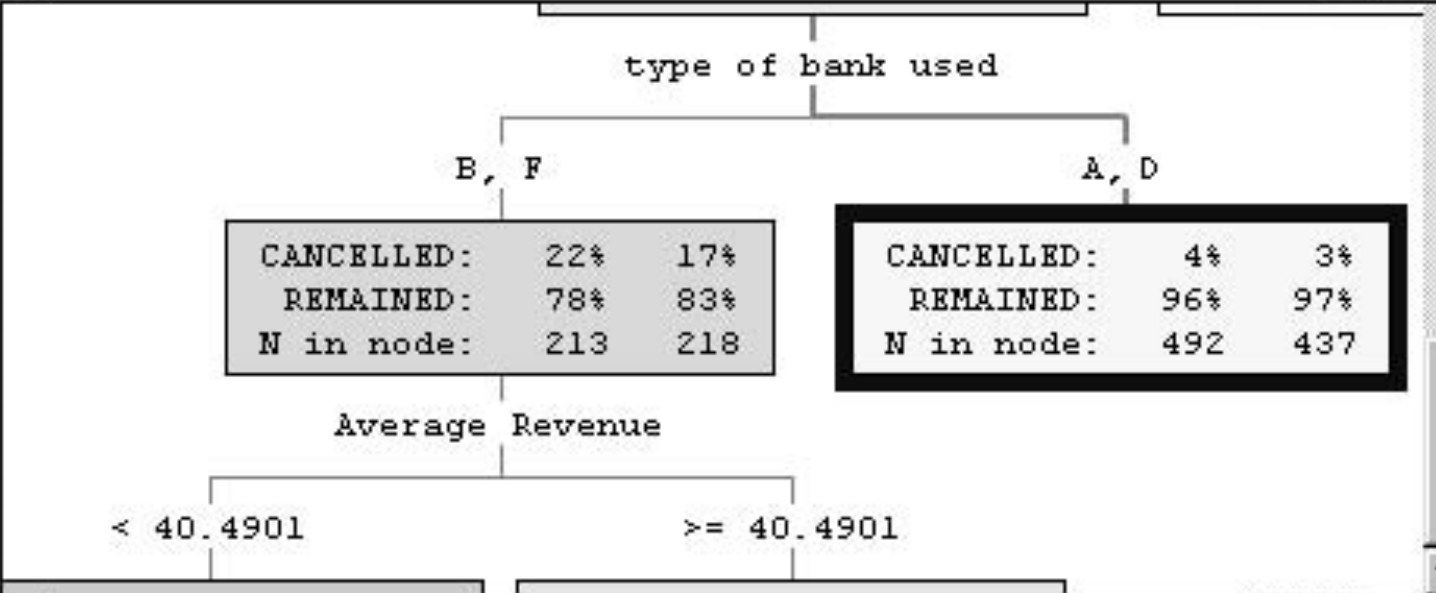 type of bank used
B, F
A, D
CANCELLED: 22% 17%
REMAINED: 78% 83%
N in node: 213 218
CANCELLED: 4% 3%
REMAINED: 96% 97%
N in node: 492 437
Average Revenue
< 40.4901
>= 40.4901